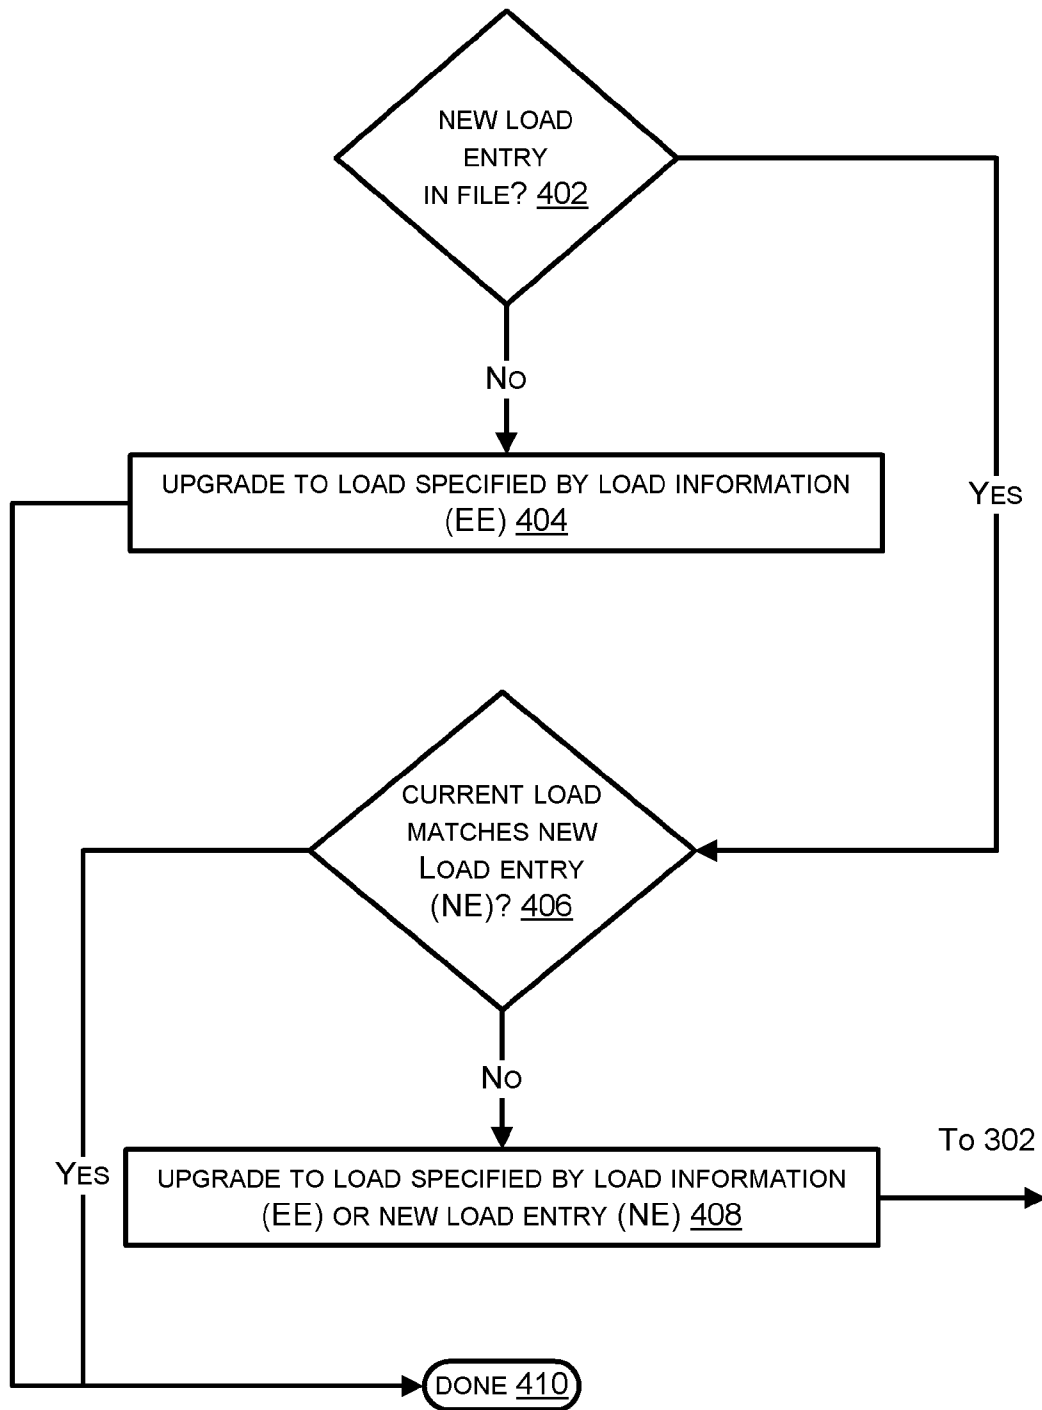 NEW LOAD
ENTRY
IN FILE? 402
NO
YES
UPGRADE TO LOAD SPECIFIED BY LOAD INFORMATION
(EE) 404
CURRENT LOAD
MATCHES NEW
LOAD ENTRY
(NE)? 406
NO
YES
To 302
UPGRADE TO LOAD SPECIFIED BY LOAD INFORMATION
(EE) OR NEW LOAD ENTRY (NE) 408
DONE 410